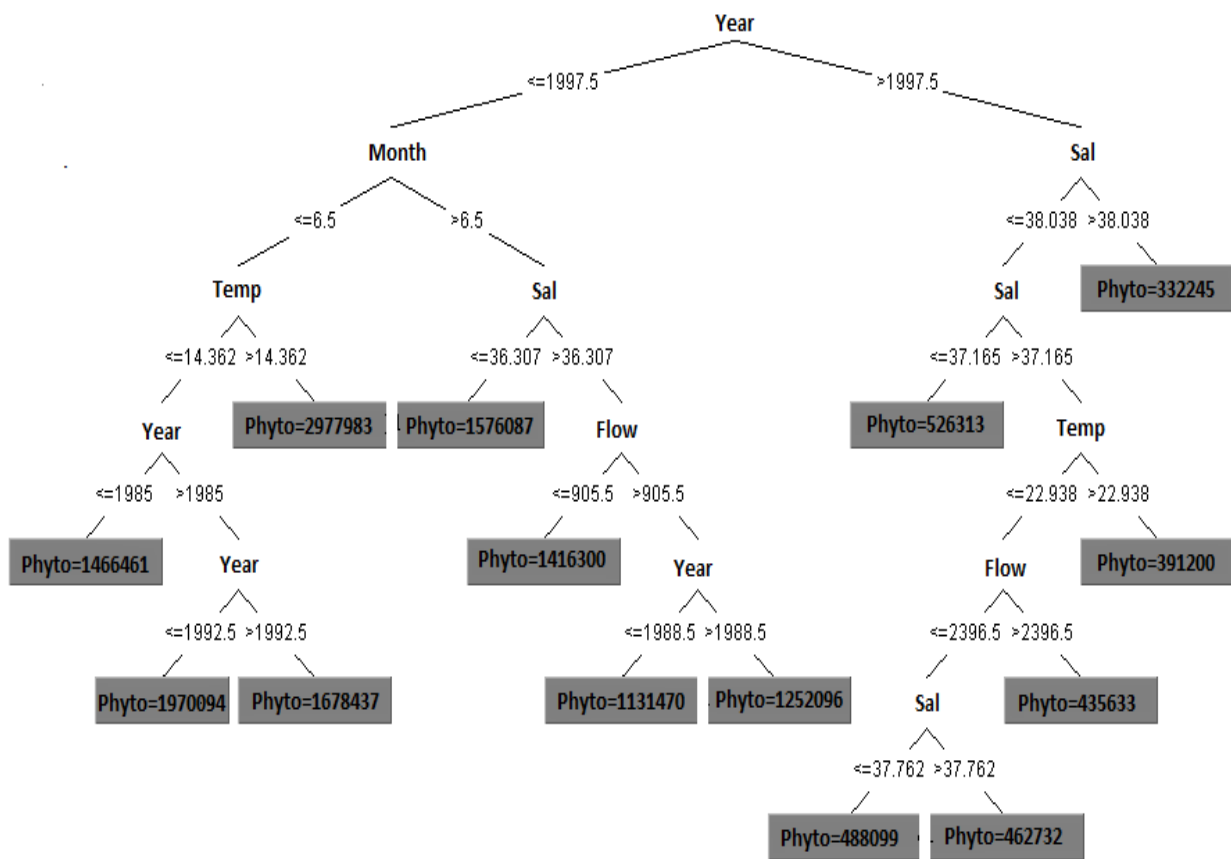 Year
<=1997.5 >1997.5
Month Sal
<=6.5 >6.5 <=38.038 >38.038
Temp Sal Sal Phyto=332245
<=14.362 >14.362 <=36.307 >36.307 <=37.165 >37.165
Year Phyto=2977983 Phyto=1576087 Flow Phyto=526313 Temp
<=1985 >1985 <=905.5 >905.5 <=22.938 >22.938
Phyto=1466461 Year Phyto=1416300 Year Flow Phyto=391200
<=1992.5 >1992.5 <=1988.5 >1988.5 <=2396.5 >2396.5
Phyto=1970094 Phyto=1678437 Phyto=1131470 Phyto=1252096 Sal Phyto=435633
<=37.762 >37.762
Phyto=488099 Phyto=462732